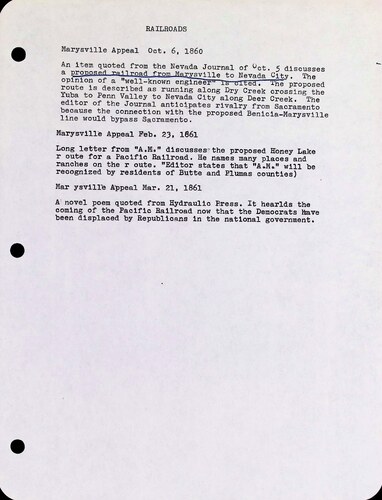 RAILROADS
Marysville Appeal Oct. 6, 1860
An item quoted from the Nevada Journal of Oct. 5 discusses
a proposed railroad from Marysville to Nevada City. The
opinion of a "well-known engineer" is cited. The proposed
route is described as running along Dry Creek crossing the
Yuba to Penn Valley to Nevada City along Deer Creek. The
editor of the Journal anticipates rivalry from Sacramento
because the connection with the proposed Benicia-Marysville
line would bypass Sacramento.
Marysville Appeal Feb. 23, 1861
Long letter from "A.M." discusses the proposed Honey Lake
r oute for a Pacific Railroad. He names many places and
ranches on the r oute. "Editor states that "A.M." will be
recognized by residents of Butte and Plumas counties)
Mar ysville Appeal Mar. 21, 1861
A novel poem quoted from Hydraulic Press. It hearlds the
coming of the Pacific Railroad now that the Democrats have
been displaced by Republicans in the national government.